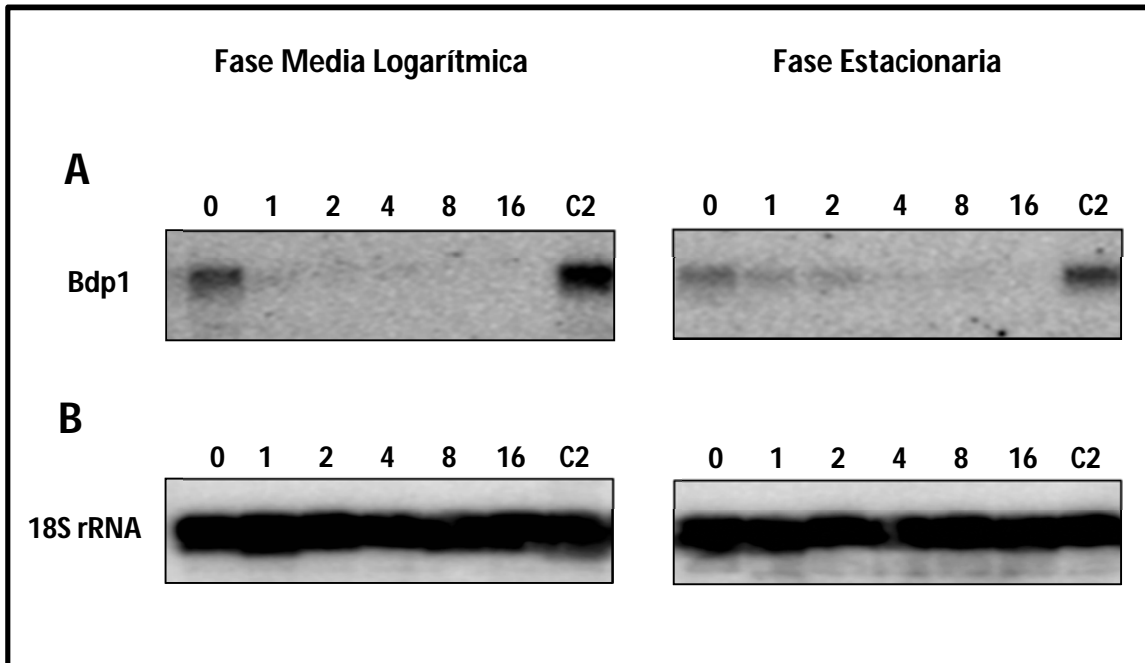 Fase Media Logarítmica
Fase Estacionaria
A
0 1 2 4 8 16 C2
0 1 2 4 8 16 C2
Bdp1
B
0 1 2 4 8 16 C2
0 1 2 4 8 16 C2
18S rRNA